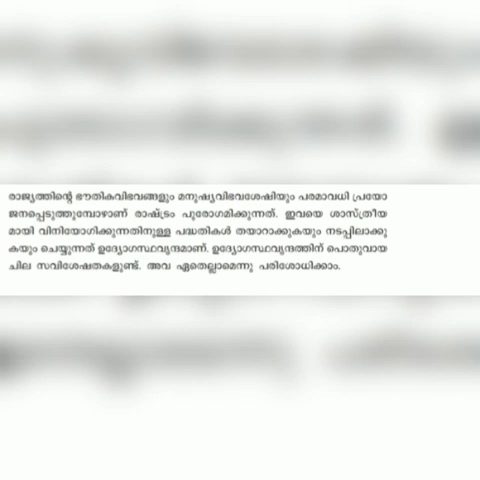 രാജ്യത്തിന്റെ ഭൗതികവിഭവങ്ങളും മനുഷ്യവിഭവശേഷിയും പരമാവധി പ്രയോ
ജനപ്പെടുത്തുമ്പോഴാണ് രാഷ്ട്രം പുരോഗമിക്കുന്നത്. ഇവയെ ശാസ്ത്രീയ
മായി വിനിയോഗിക്കുന്നതിനുള്ള പദ്ധതികൾ തയാറാക്കുകയും നടപ്പിലാക്കു
കയും ചെയ്യുന്നത് ഉദ്യോഗസ്ഥവൃന്ദമാണ്. ഉദ്യോഗസ്ഥവൃന്ദത്തിന് പൊതുവായ
ചില സവിശേഷതകളുണ്ട്. അവ ഏതെല്ലാമെന്നു പരിശോധിക്കാം.